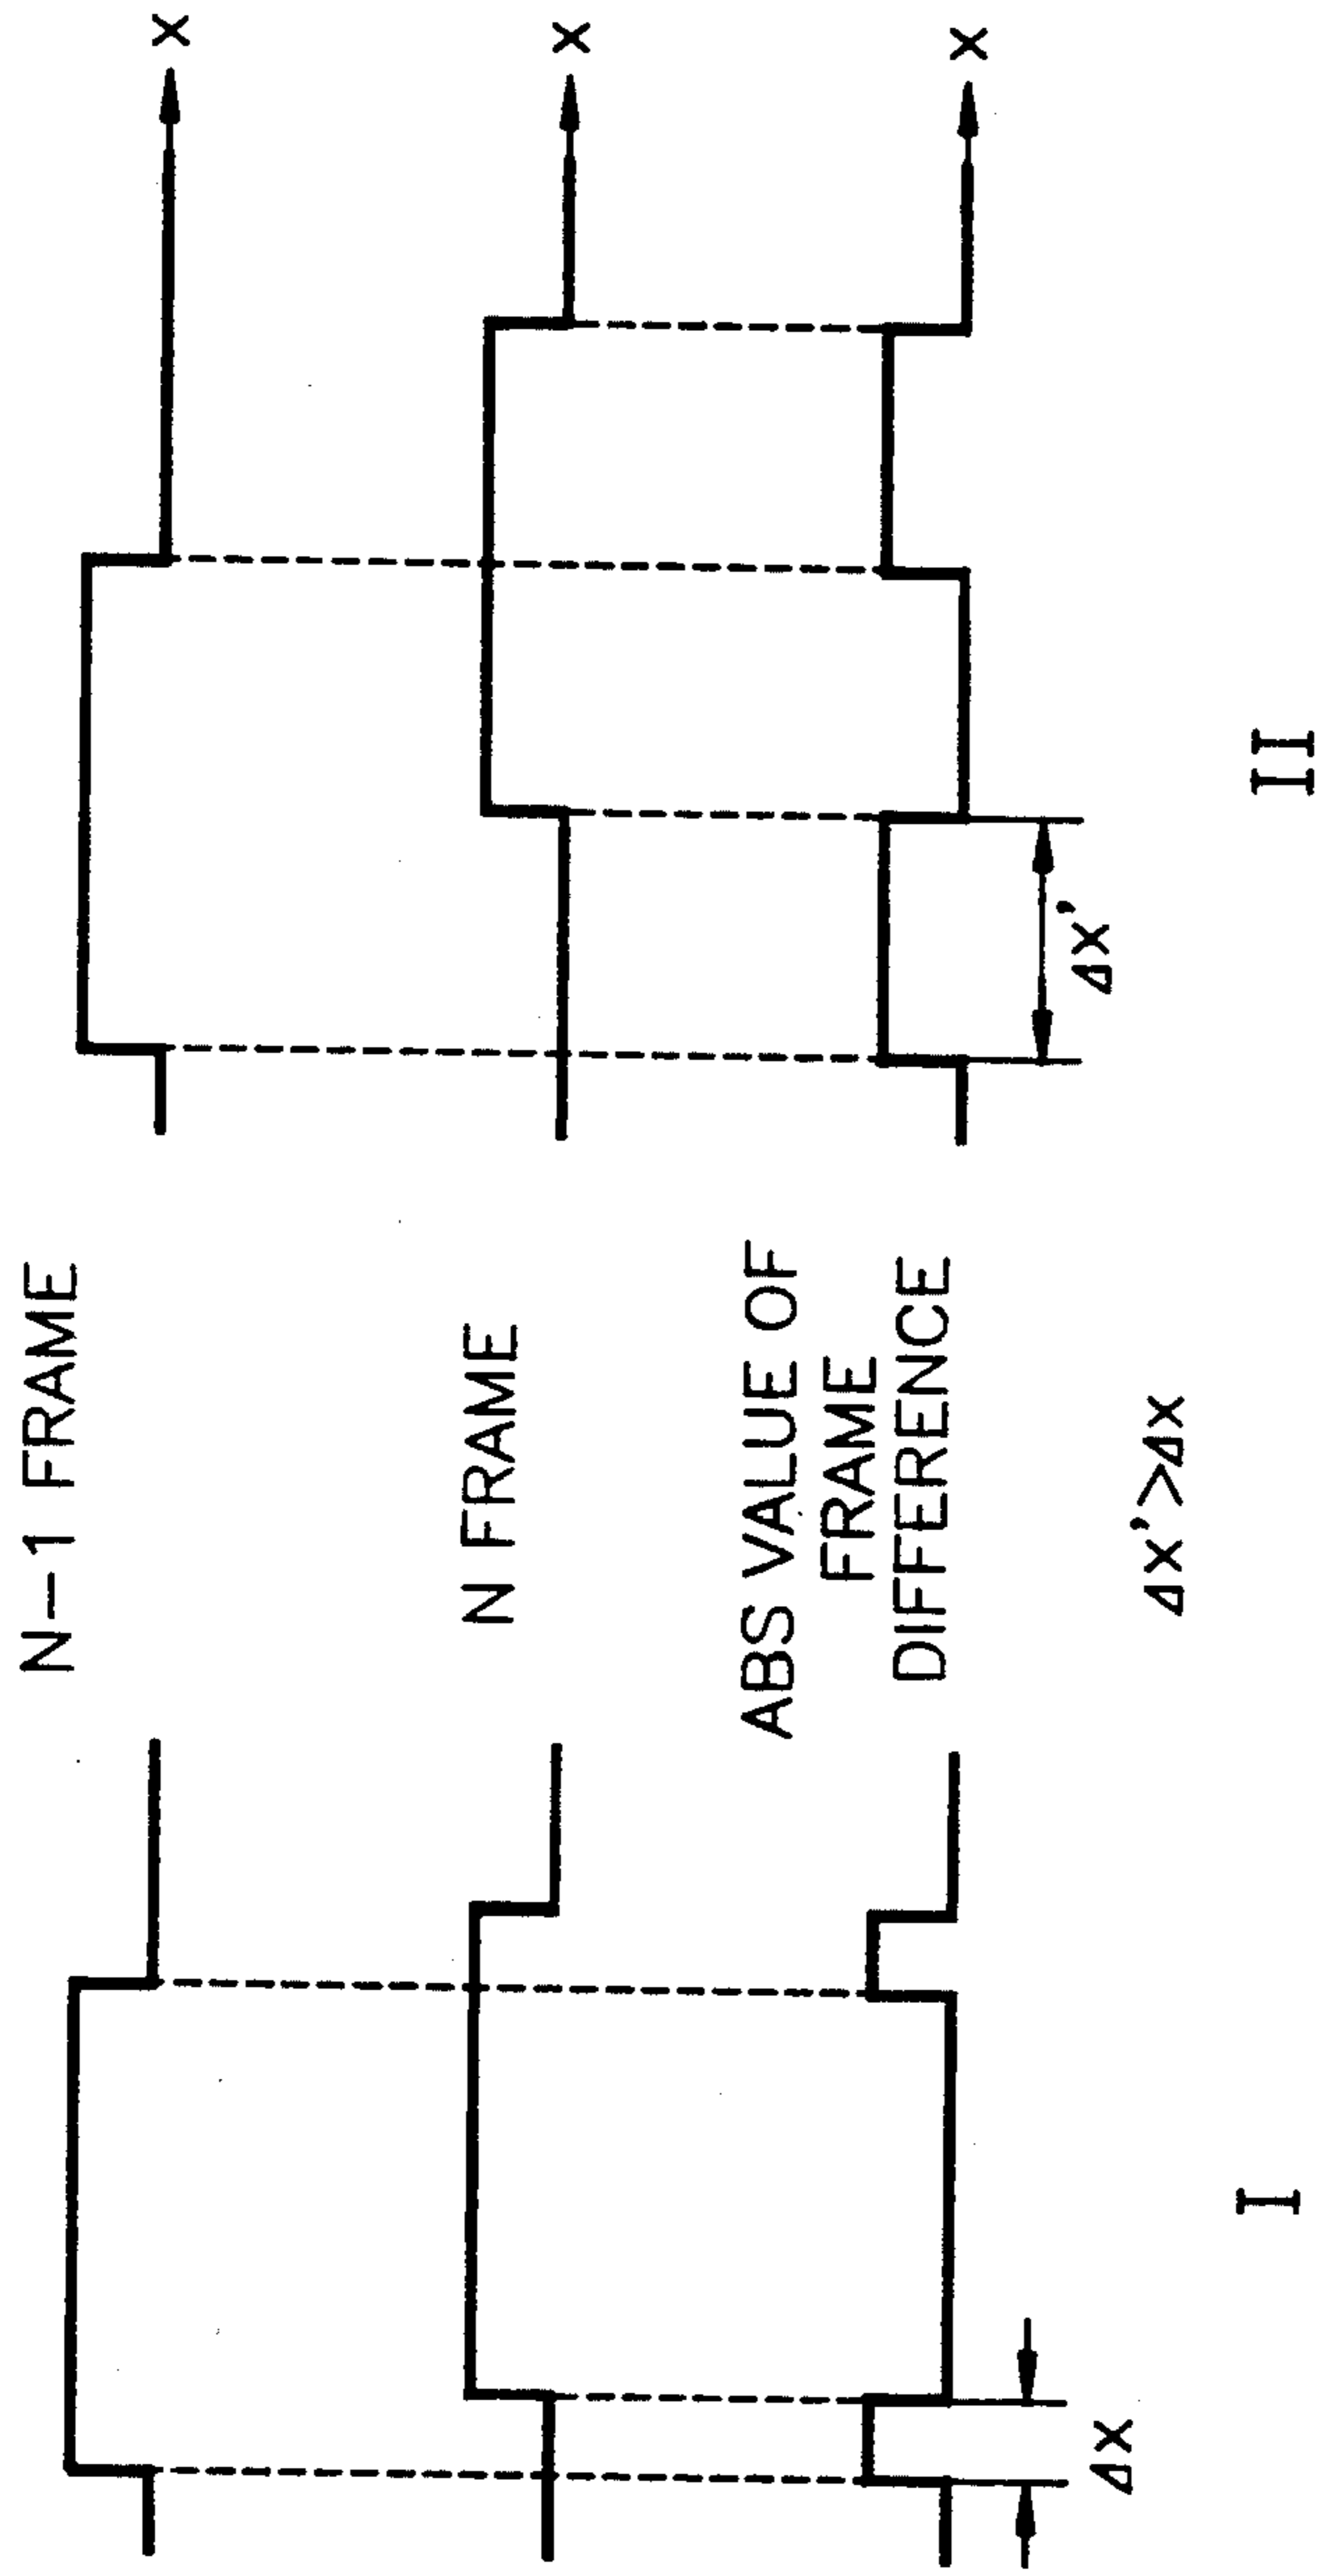 N-1 FRAME
x
N FRAME
x
ABS VALUE OF
FRAME
DIFFERENCE
x
Δx
Δx'
Δx'>Δx
I
II